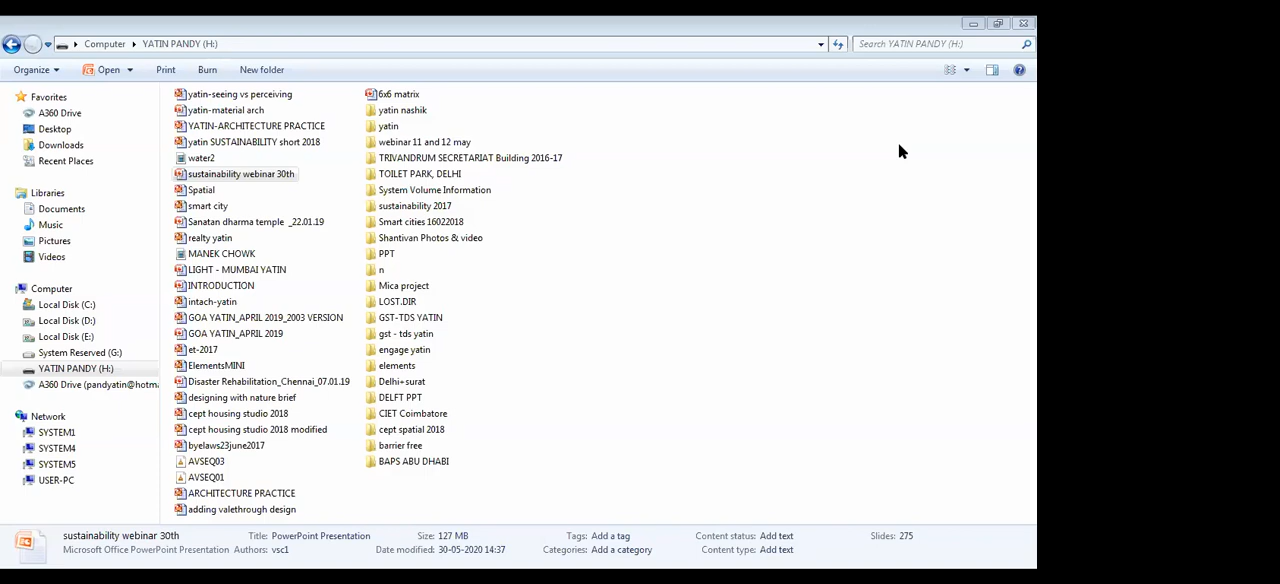 Computer YATIN PANDY (H:)
Search YATIN PANDY (H:)
Organize Open Print Burn New folder
Favorites
A360 Drive
Desktop
Downloads
Recent Places
Libraries
Documents
Music
Pictures
Videos
Computer
Local Disk (C:)
Local Disk (D:)
Local Disk (E:)
System Reserved (G:)
YATIN PANDY (H:)
A360 Drive (pandyatin@hotma
Network
SYSTEM1
SYSTEM4
SYSTEM5
USER-PC
yatin-seeing vs perceiving
yatin-material arch
YATIN-ARCHITECTURE PRACTICE
yatin SUSTAINABILITY short 2018
water2
sustainability webinar 30th
Spatial
smart city
Sanatan dharma temple _22.01.19
realty yatin
MANEK CHOWK
LIGHT - MUMBAI YATIN
INTRODUCTION
intach-yatin
GOA YATIN_APRIL 2019_2003 VERSION
GOA YATIN_APRIL 2019
et-2017
ElementsMINI
Disaster Rehabilitation_Chennai_07.01.19
designing with nature brief
cept housing studio 2018
cept housing studio 2018 modified
byelaws23june2017
AVSEQ03
AVSEQ01
ARCHITECTURE PRACTICE
adding valethrough design
6x6 matrix
yatin nashik
yatin
webinar 11 and 12 may
TRIVANDRUM SECRETARIAT Building 2016-17
TOILET PARK, DELHI
System Volume Information
sustainability 2017
Smart cities 16022018
Shantivan Photos & video
PPT
n
Mica project
LOST.DIR
GST-TDS YATIN
gst - tds yatin
engage yatin
elements
Delhi+surat
DELFT PPT
CIET Coimbatore
cept spatial 2018
barrier free
BAPS ABU DHABI
sustainability webinar 30th Title: PowerPoint Presentation Size: 127 MB Tags: Add a tag Content status: Add text Slides: 275
Microsoft Office PowerPoint Presentation Authors: vsc1 Date modified: 30-05-2020 14:37 Categories: Add a category Content type: Add text